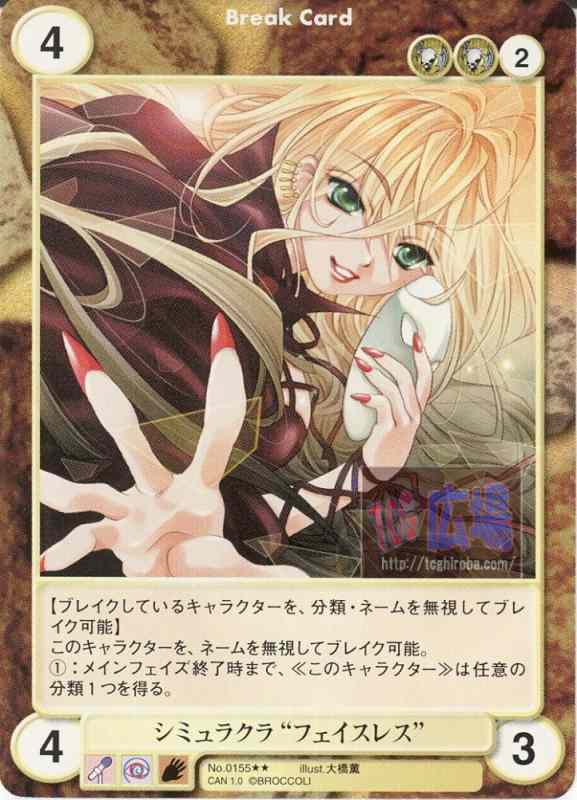 Break Card
4
2
広場
http://tcghiroba.com/
【ブレイクしているキャラクターを、分類・ネームを無視してブレ
イク可能】
このキャラクターを、ネームを無視してブレイク可能。
①：メインフェイズ終了時まで、≪このキャラクター≫は任意の
分類１つを得る。
シミュラクラ“フェイスレス”
4
3
No.0155★★ illust.大橋薫
CAN 1.0 ©BROCCOLI